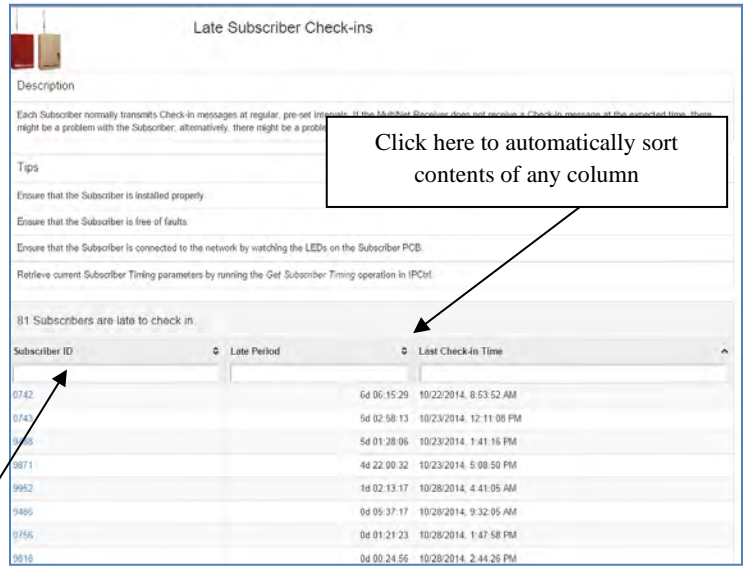 Late Subscriber Check-ins
Description
Each Subscriber normally transmits Check-in messages at regular, pre-set intervals. If the MultiNet Receiver does not receive a Check-in message at the expected time, there
might be a problem with the Subscriber; alternatively, there might be a proble
Click here to automatically sort
contents of any column
Tips
Ensure that the Subscriber is installed properly.
Ensure that the Subscriber is free of faults.
Ensure that the Subscriber is connected to the network by watching the LEDs on the Subscriber PCB.
Retrieve current Subscriber Timing parameters by running the Get Subscriber Timing operation in IPCtrl.
81 Subscribers are late to check in.
Subscriber ID Late Period Last Check-in Time
0742 6d 06:15:29 10/22/2014, 8:53:52 AM
0743 5d 02:58:13 10/23/2014, 12:11:08 PM
5d 01:28:06 10/23/2014, 1:41:16 PM
9871 4d 22:00:32 10/23/2014, 5:08:50 PM
9952 1d 02:13:17 10/28/2014, 4:41:05 AM
9485 0d 05:37:17 10/28/2014, 9:32:05 AM
0756 0d 01:21:23 10/28/2014, 1:47:58 PM
9818 0d 00:24:56 10/28/2014, 2:44:26 PM